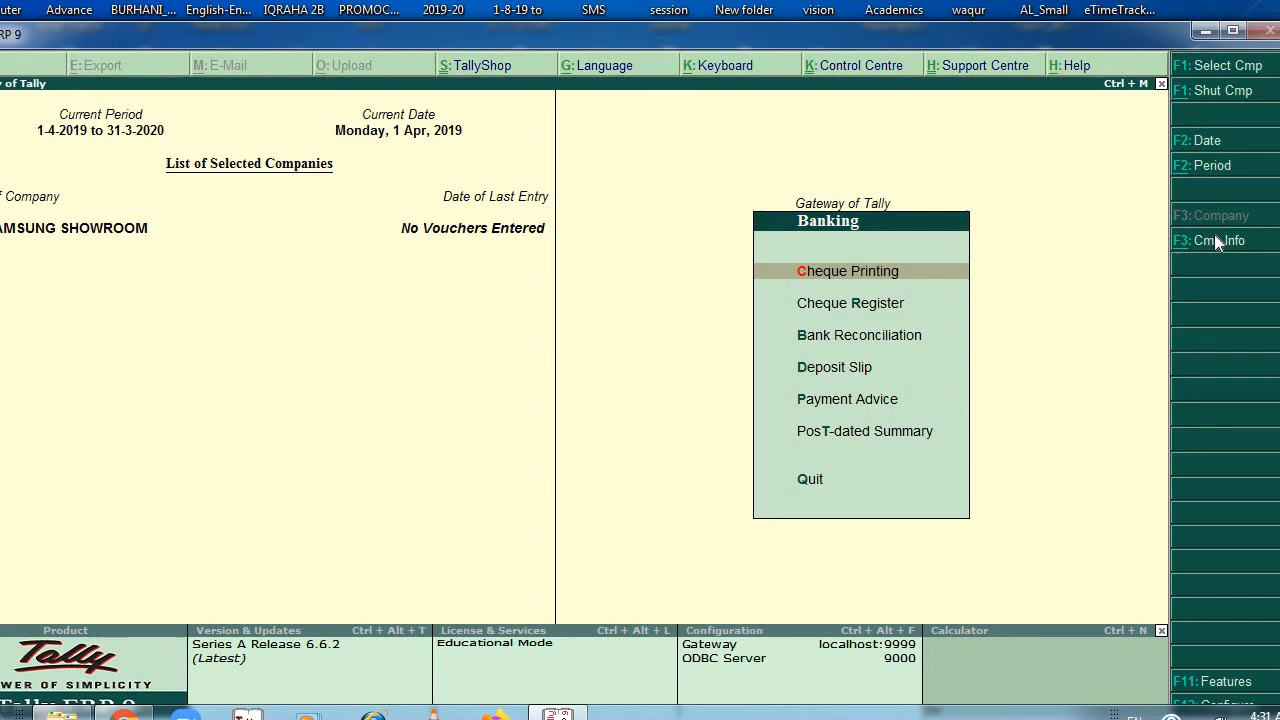 uter Advance BURHANI_... English-En... IQRAHA 2B PROMOC... 2019-20 1-8-19 to SMS session New folder vision Academics waqur AL_Small eTimeTrack...
RP 9
E: Export M: E-Mail O: Upload S: TallyShop G: Language K: Keyboard K: Control Centre H: Support Centre H: Help
y of Tally Ctrl + M
Current Period Current Date
1-4-2019 to 31-3-2020 Monday, 1 Apr, 2019
List of Selected Companies
f Company Date of Last Entry
AMSUNG SHOWROOM No Vouchers Entered
Gateway of Tally
Banking
Cheque Printing
Cheque Register
Bank Reconciliation
Deposit Slip
Payment Advice
PosT-dated Summary
Quit
F1: Select Cmp
F1: Shut Cmp
F2: Date
F2: Period
F3: Company
F3: Cmp Info
F11: Features
F12: Configure
Product Version & Updates Ctrl + Alt + T License & Services Ctrl + Alt + L Configuration Ctrl + Alt + F Calculator Ctrl + N
Tally
WER OF SIMPLICITY
Tally ERP 9
Series A Release 6.6.2
(Latest)
Educational Mode
Gateway localhost:9999
ODBC Server 9000
EN